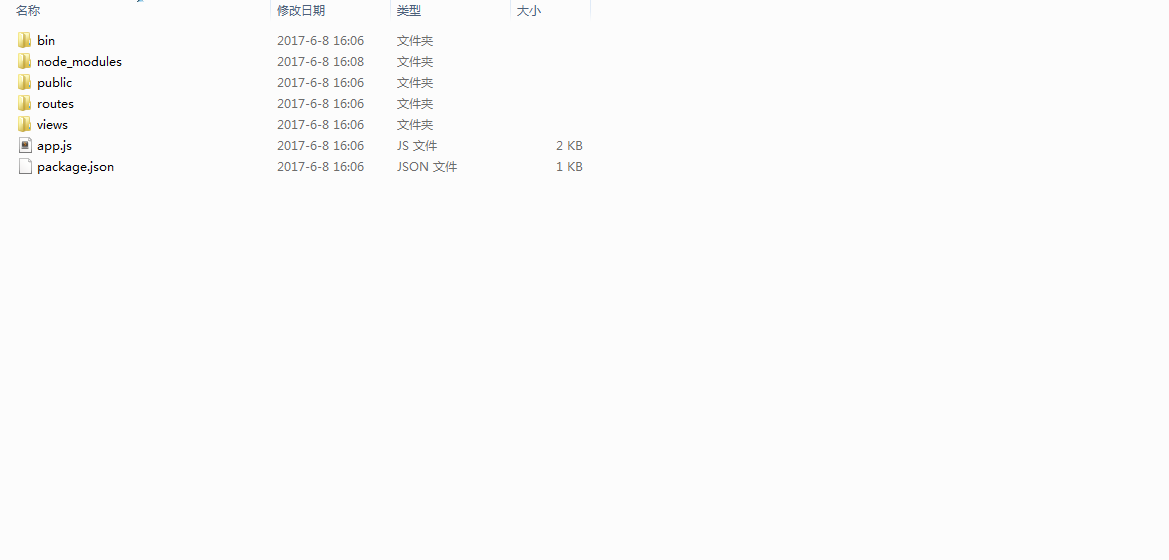 名称 修改日期 类型 大小
bin 2017-6-8 16:06 文件夹
node_modules 2017-6-8 16:08 文件夹
public 2017-6-8 16:06 文件夹
routes 2017-6-8 16:06 文件夹
views 2017-6-8 16:06 文件夹
app.js 2017-6-8 16:06 JS 文件 2 KB
package.json 2017-6-8 16:06 JSON 文件 1 KB